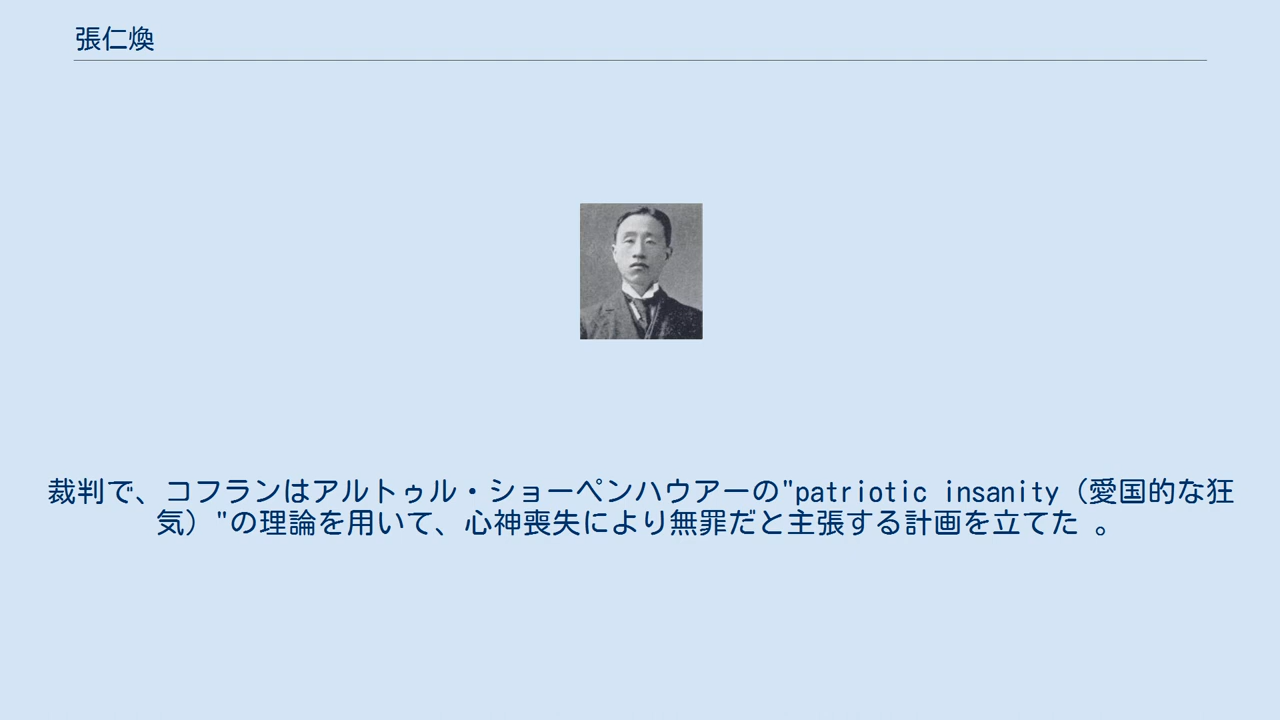 張仁煥
裁判で、コフランはアルトゥル・ショーペンハウアーの"patriotic insanity（愛国的な狂
気）"の理論を用いて、心神喪失により無罪だと主張する計画を立てた 。